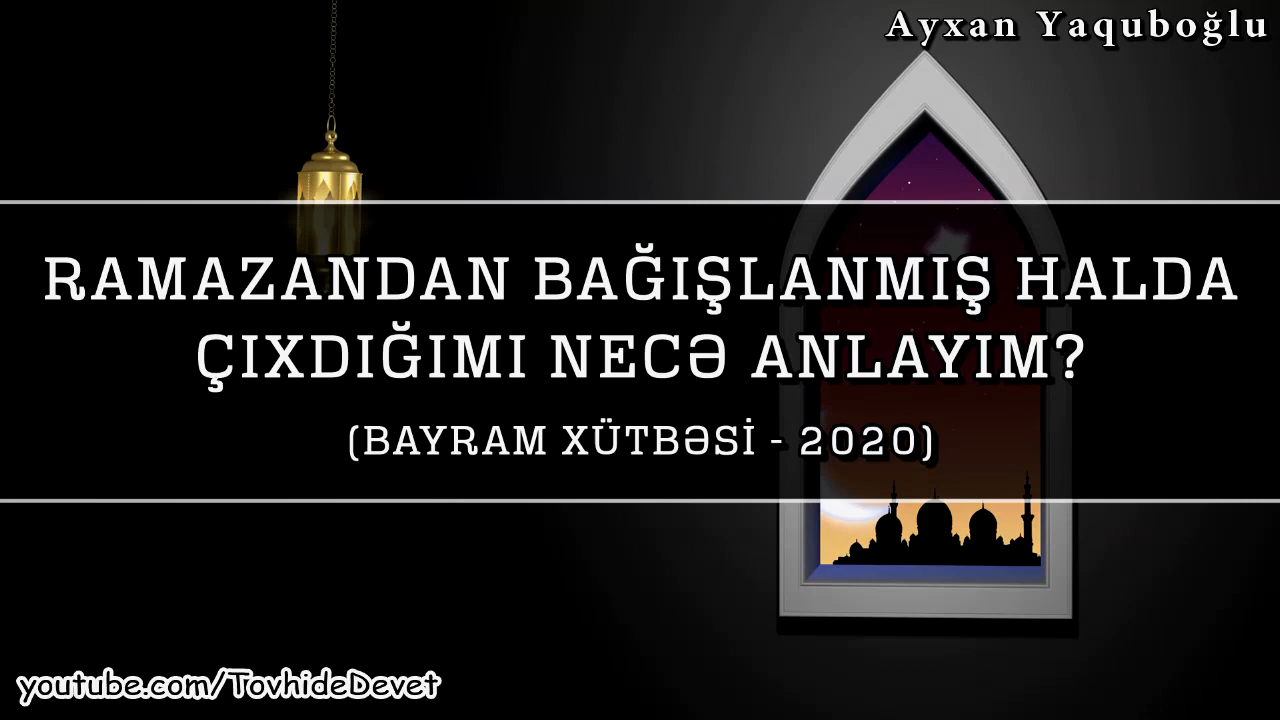 Ayxan Yaquboğlu
RAMAZANDAN BAĞIŞLANMIŞ HALDA
ÇIXDIĞIMI NECƏ ANLAYIM?
(BAYRAM XÜTBƏSİ - 2020)
youtube.com/TovhideDevet